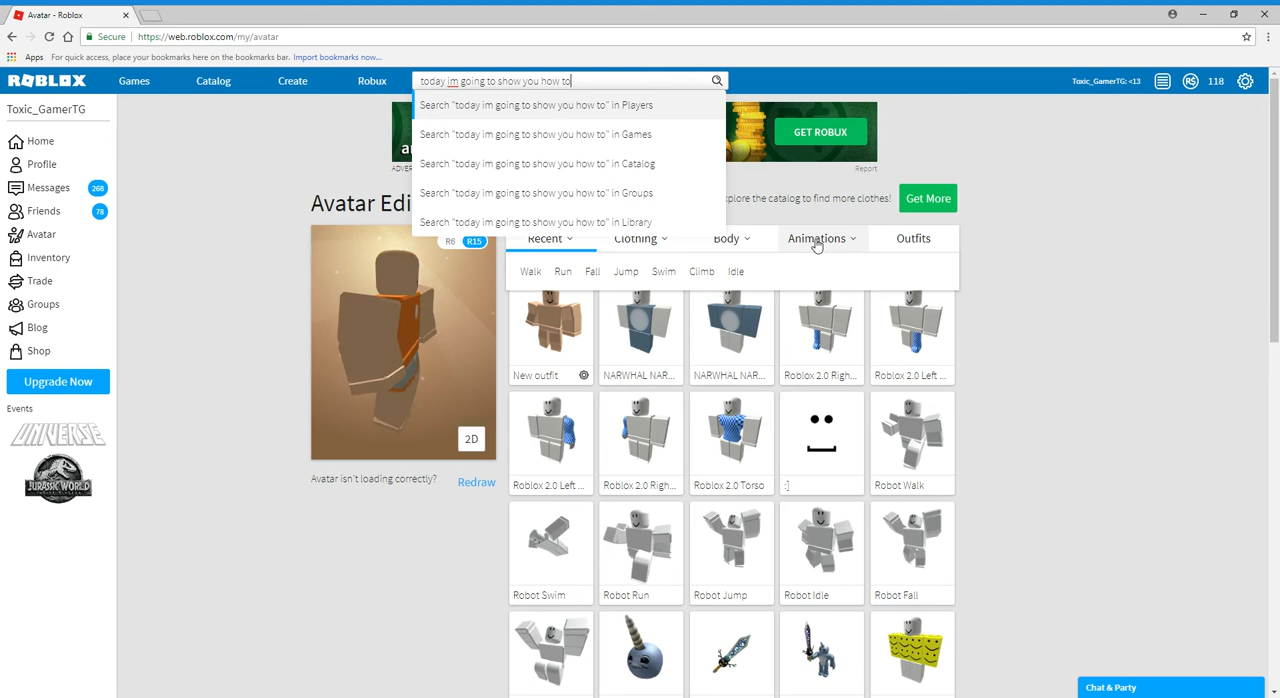 Avatar - Roblox
Secure
https://web.roblox.com/my/avatar
Apps
For quick access, place your bookmarks here on the bookmarks bar. Import bookmarks now...
ROBLOX
Games
Catalog
Create
Robux
today im going to show you how to
Toxic_GamerTG: <13
118
Search "today im going to show you how to" in Players
Search "today im going to show you how to" in Games
Search "today im going to show you how to" in Catalog
Search "today im going to show you how to" in Groups
Search "today im going to show you how to" in Library
Toxic_GamerTG
Home
Profile
Messages 268
Friends 78
Avatar
Inventory
Trade
Groups
Blog
Shop
Upgrade Now
Events
UNIVERSE
JURASSIC WORLD
GET ROBUX
Report
Avatar Edi
explore the catalog to find more clothes!
Get More
R6
R15
2D
Avatar isn't loading correctly?
Redraw
Recent
Clothing
Body
Animations
Outfits
Walk
Run
Fall
Jump
Swim
Climb
Idle
New outfit
NARWHAL NAR...
NARWHAL NAR...
Roblox 2.0 Righ...
Roblox 2.0 Left ...
Roblox 2.0 Left ...
Roblox 2.0 Righ...
Roblox 2.0 Torso
:]
Robot Walk
Robot Swim
Robot Run
Robot Jump
Robot Idle
Robot Fall
Chat & Party